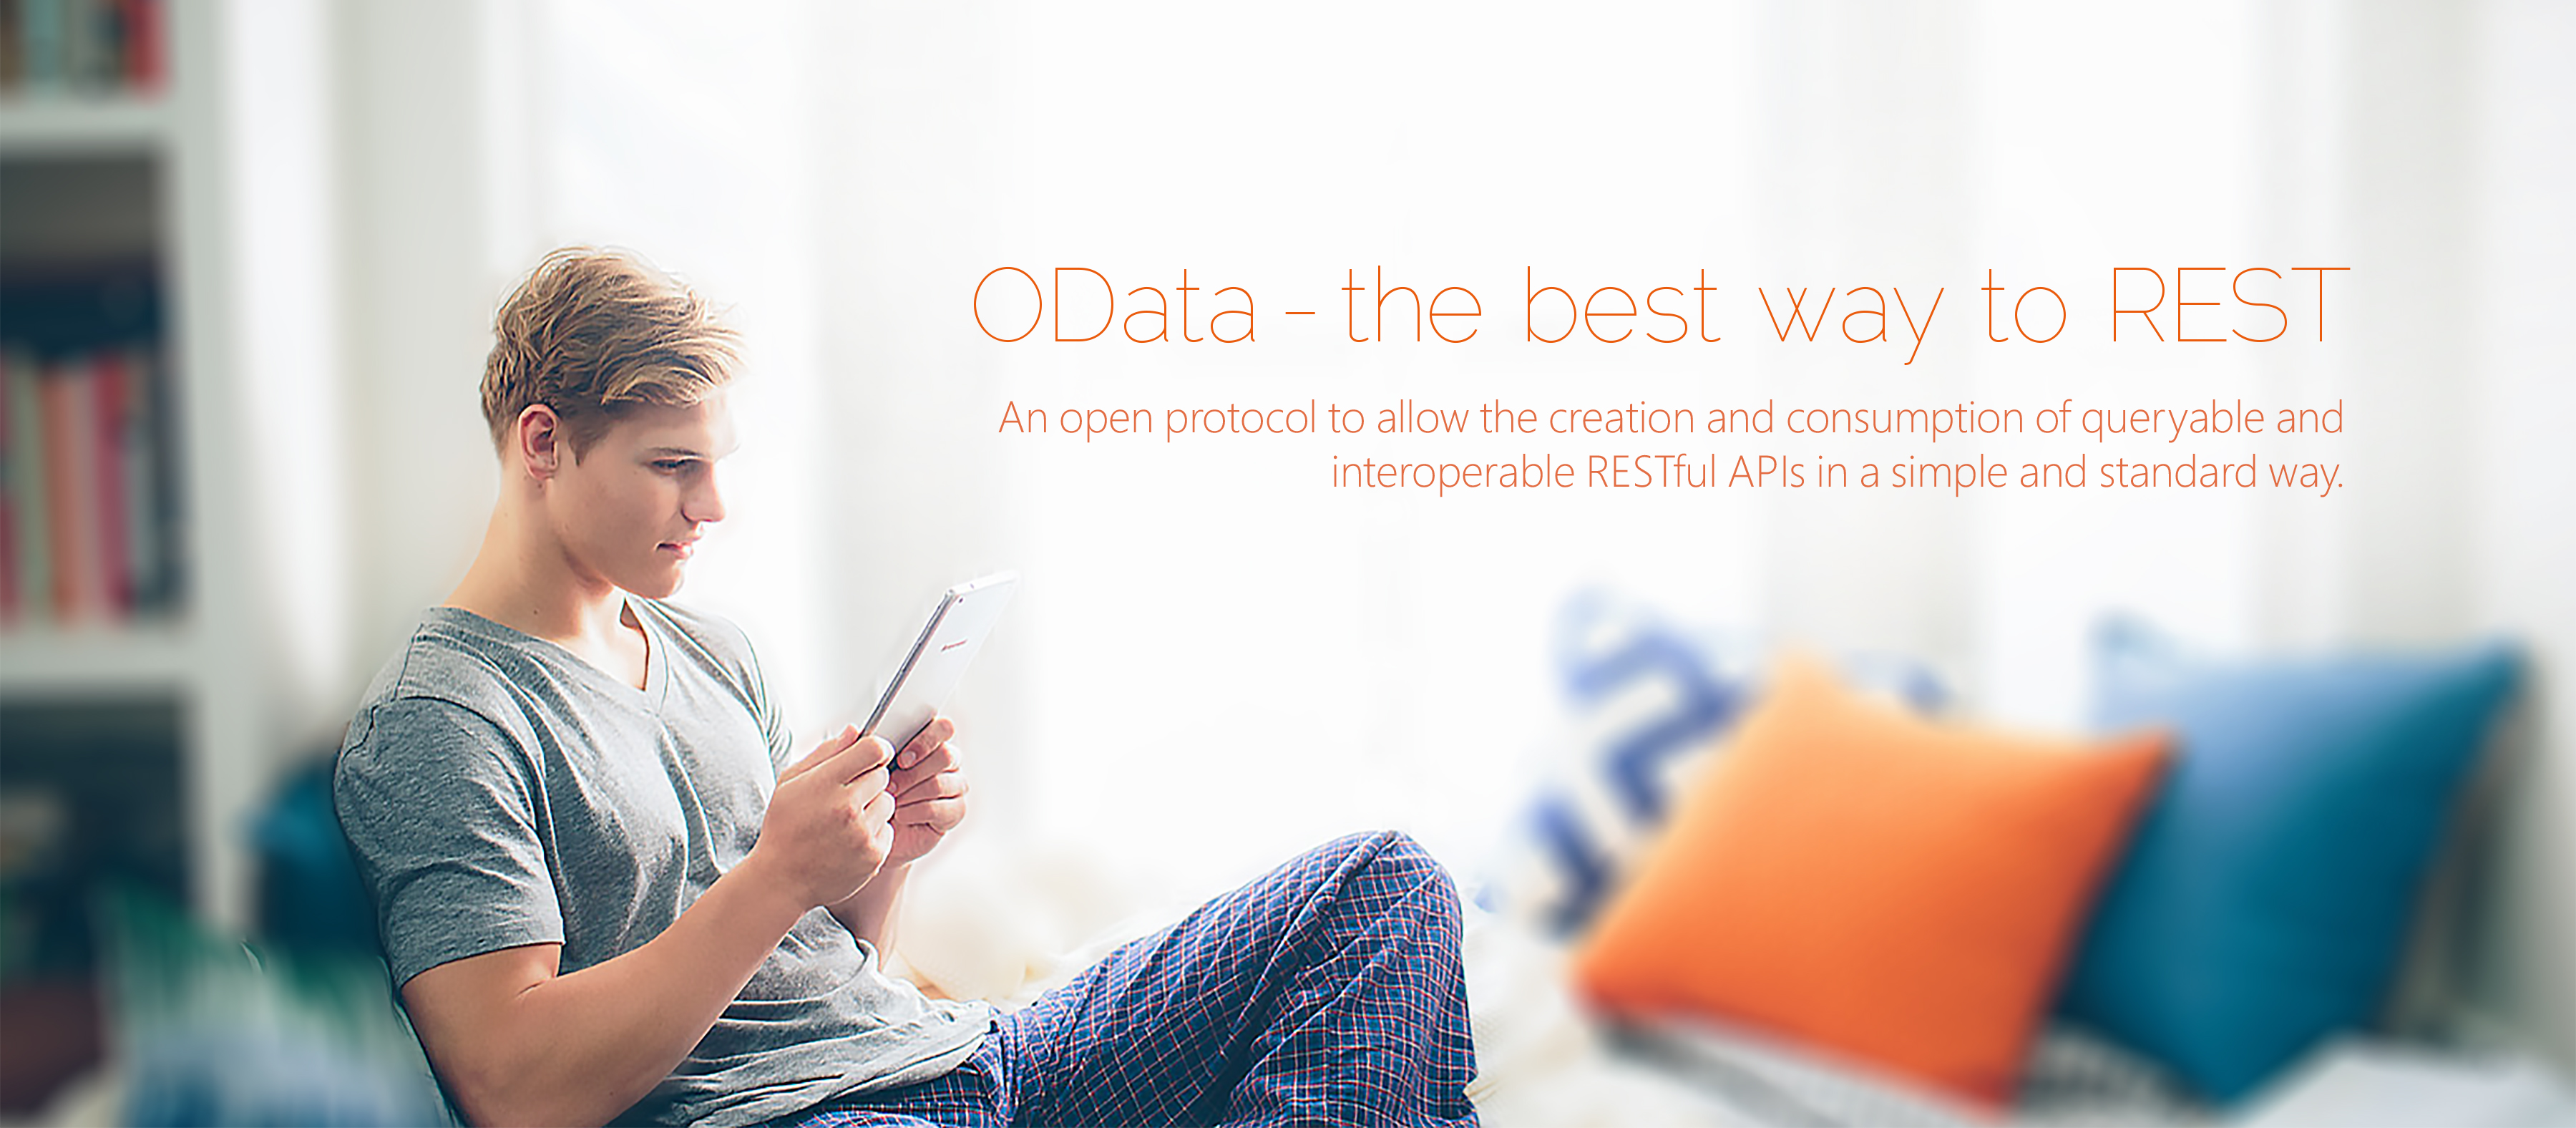 OData – the best way to REST
An open protocol to allow the creation and consumption of queryable and
interoperable RESTful APIs in a simple and standard way.